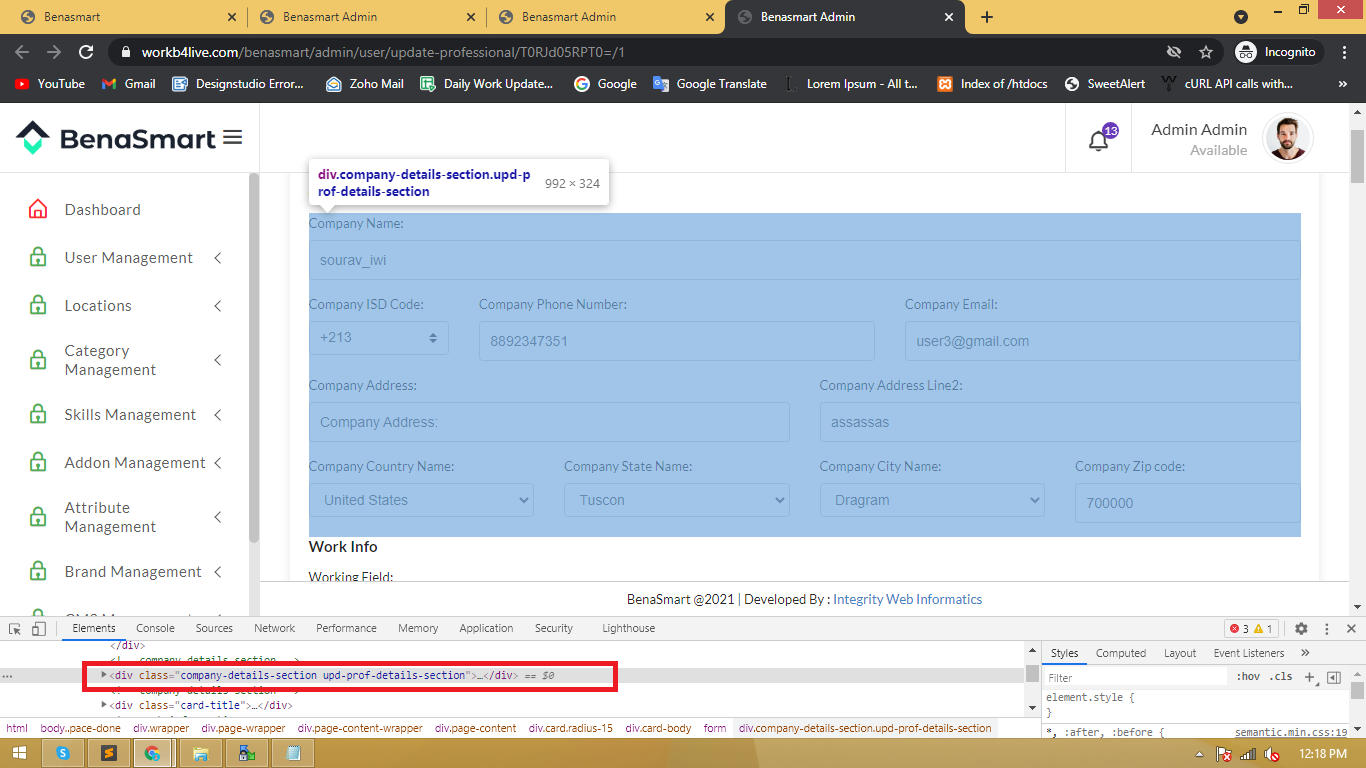 Benasmart
Benasmart Admin
Benasmart Admin
Benasmart Admin
workb4live.com/benasmart/admin/user/update-professional/T0RJd05RPT0=/1
Incognito
YouTube
Gmail
Designstudio Error...
Zoho Mail
Daily Work Update...
Google
Google Translate
Lorem Ipsum - All t...
Index of /htdocs
SweetAlert
cURL API calls with...
»
BenaSmart
13
Admin Admin
Available
Dashboard
User Management
Locations
Category
Management
Skills Management
Addon Management
Attribute
Management
Brand Management
div.company-details-section.upd-p
rof-details-section
992 × 324
Company Name:
sourav_iwi
Company ISD Code:
Company Phone Number:
Company Email:
+213
8892347351
user3@gmail.com
Company Address:
Company Address Line2:
Company Address:
assassas
Company Country Name:
Company State Name:
Company City Name:
Company Zip code:
United States
Tuscon
Dragram
700000
Work Info
Working Field:
BenaSmart @2021 | Developed By : Integrity Web Informatics
Elements
Console
Sources
Network
Performance
Memory
Application
Security
Lighthouse
3
1
</div>
<!-- company-details-section -->
<div class="company-details-section upd-prof-details-section">…</div> == $0
<!-- company-details-section -->
<div class="card-title">…</div>
html body..pace-done div.wrapper div.page-wrapper div.page-content-wrapper div.page-content div.card.radius-15 div.card-body form div.company-details-section.upd-prof-details-section
Styles
Computed
Layout
Event Listeners
»
Filter
:hov .cls +
element.style {
}
*, :after, :before {
semantic.min.css:19
12:18 PM